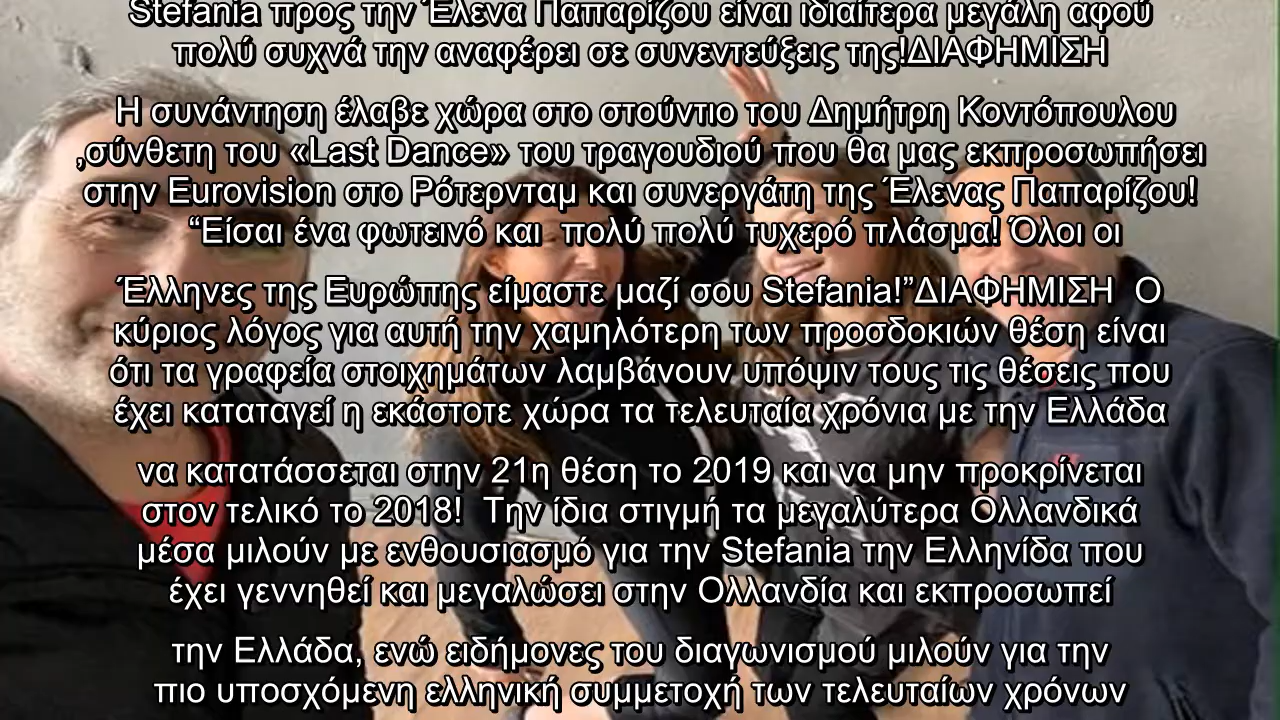 Stefania προς την Έλενα Παπαρίζου είναι ιδιαίτερα μεγάλη αφού
πολύ συχνά την αναφέρει σε συνεντεύξεις της!ΔΙΑΦΗΜΙΣΗ
Η συνάντηση έλαβε χώρα στο στούντιο του Δημήτρη Κοντόπουλου
,σύνθετη του «Last Dance» του τραγουδιού που θα μας εκπροσωπήσει
στην Eurovision στο Ρότερνταμ και συνεργάτη της Έλενας Παπαρίζου!
“Είσαι ένα φωτεινό και  πολύ πολύ τυχερό πλάσμα! Όλοι οι
Έλληνες της Ευρώπης είμαστε μαζί σου Stefania!”ΔΙΑΦΗΜΙΣΗ  Ο
κύριος λόγος για αυτή την χαμηλότερη των προσδοκιών θέση είναι
ότι τα γραφεία στοιχημάτων λαμβάνουν υπόψιν τους τις θέσεις που
έχει καταταγεί η εκάστοτε χώρα τα τελευταία χρόνια με την Ελλάδα
να κατατάσσεται στην 21η θέση το 2019 και να μην προκρίνεται
στον τελικό το 2018!  Την ίδια στιγμή τα μεγαλύτερα Ολλανδικά
μέσα μιλούν με ενθουσιασμό για την Stefania την Ελληνίδα που
έχει γεννηθεί και μεγαλώσει στην Ολλανδία και εκπροσωπεί
την Ελλάδα, ενώ ειδήμονες του διαγωνισμού μιλούν για την
πιο υποσχόμενη ελληνική συμμετοχή των τελευταίων χρόνων